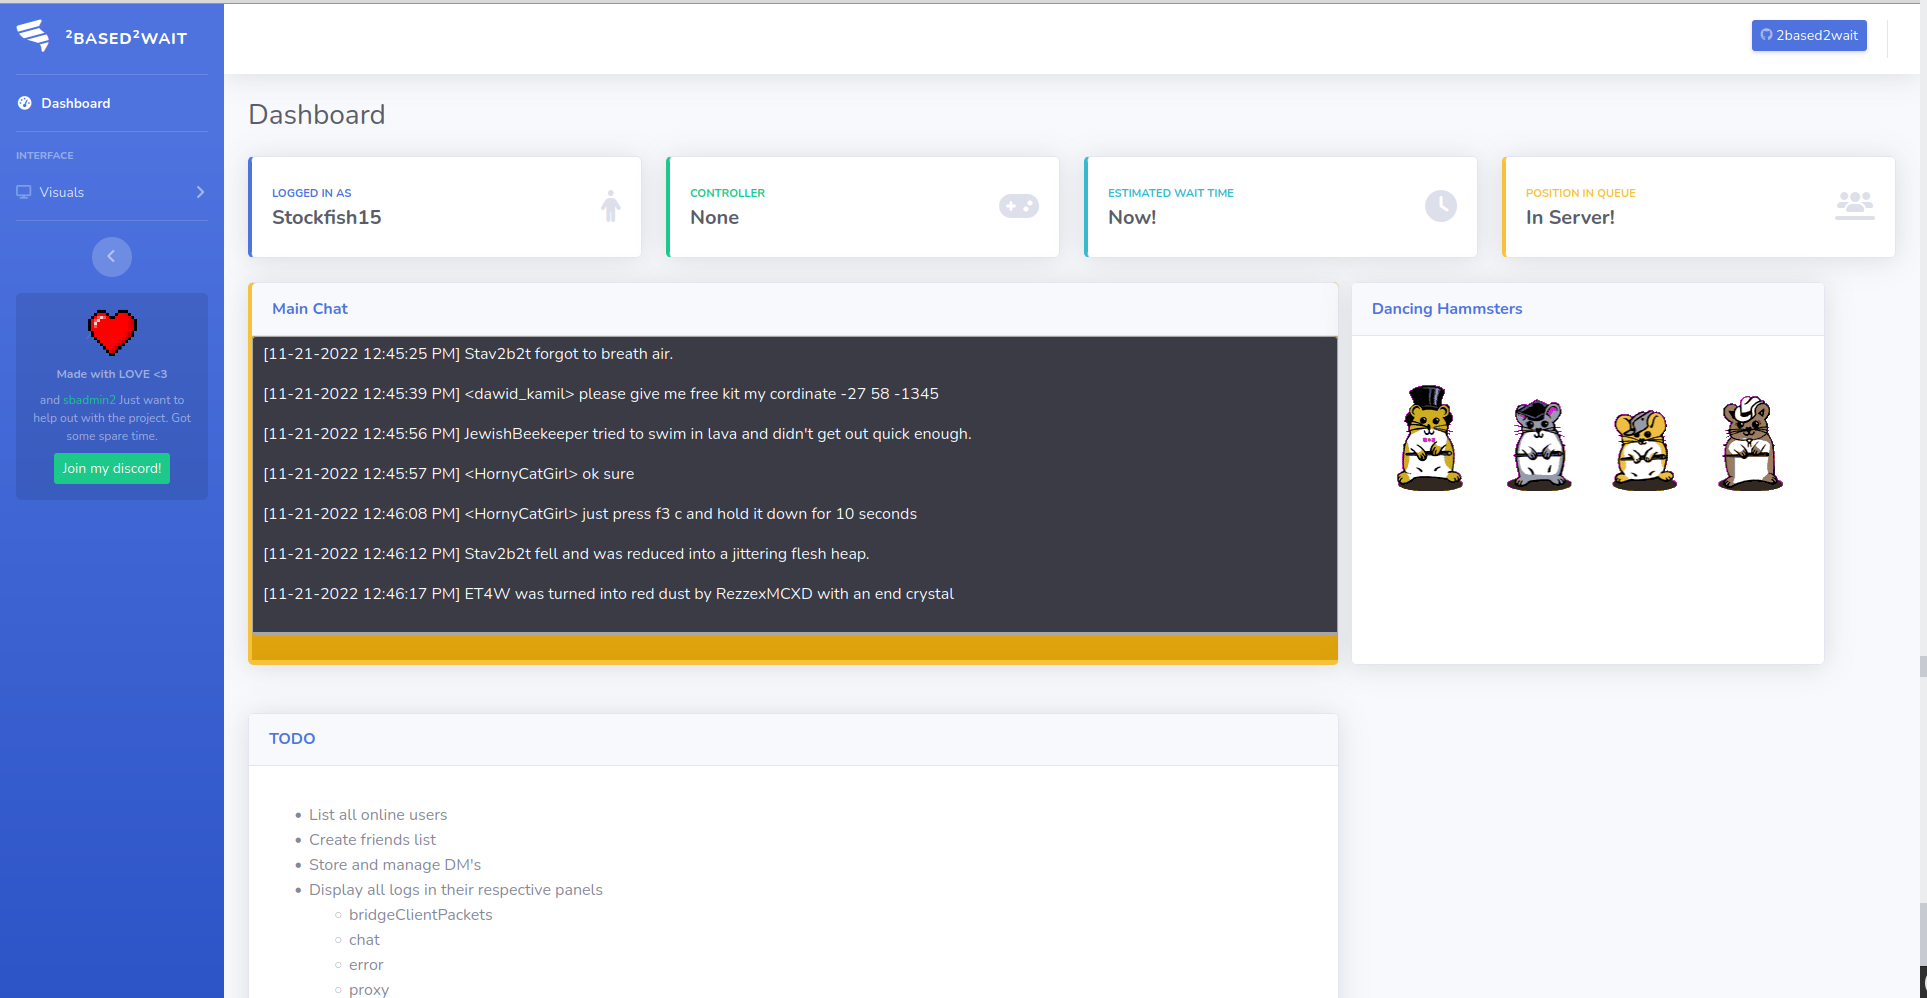 ²BASED²WAIT
2based2wait
Dashboard
INTERFACE
Visuals
Made with LOVE <3
and sbadmin2 Just want to
help out with the project. Got
some spare time.
Join my discord!
Dashboard
LOGGED IN AS
Stockfish15
CONTROLLER
None
ESTIMATED WAIT TIME
Now!
POSITION IN QUEUE
In Server!
Main Chat
[11-21-2022 12:45:25 PM] Stav2b2t forgot to breath air.
[11-21-2022 12:45:39 PM] <dawid_kamil> please give me free kit my cordinate -27 58 -1345
[11-21-2022 12:45:56 PM] JewishBeekeeper tried to swim in lava and didn't get out quick enough.
[11-21-2022 12:45:57 PM] <HornyCatGirl> ok sure
[11-21-2022 12:46:08 PM] <HornyCatGirl> just press f3 c and hold it down for 10 seconds
[11-21-2022 12:46:12 PM] Stav2b2t fell and was reduced into a jittering flesh heap.
[11-21-2022 12:46:17 PM] ET4W was turned into red dust by RezzexMCXD with an end crystal
Dancing Hammsters
TODO
List all online users
Create friends list
Store and manage DM's
Display all logs in their respective panels
bridgeClientPackets
chat
error
proxy